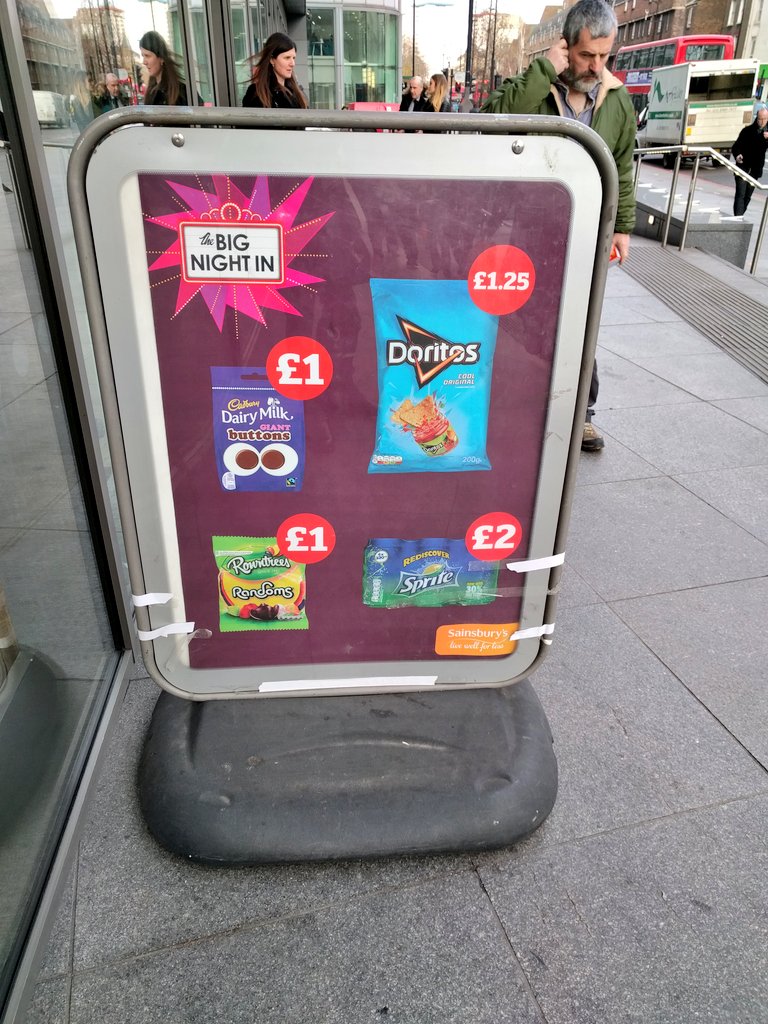 the BIG
NIGHT IN
£1.25
Doritos
COOL
ORIGINAL
200g
£1
Cadbury
Dairy Milk
GIANT
buttons
£1
Rowntree's
RANDOMS
£2
REDISCOVER
Sprite
30%
Sainsbury's
live well for less